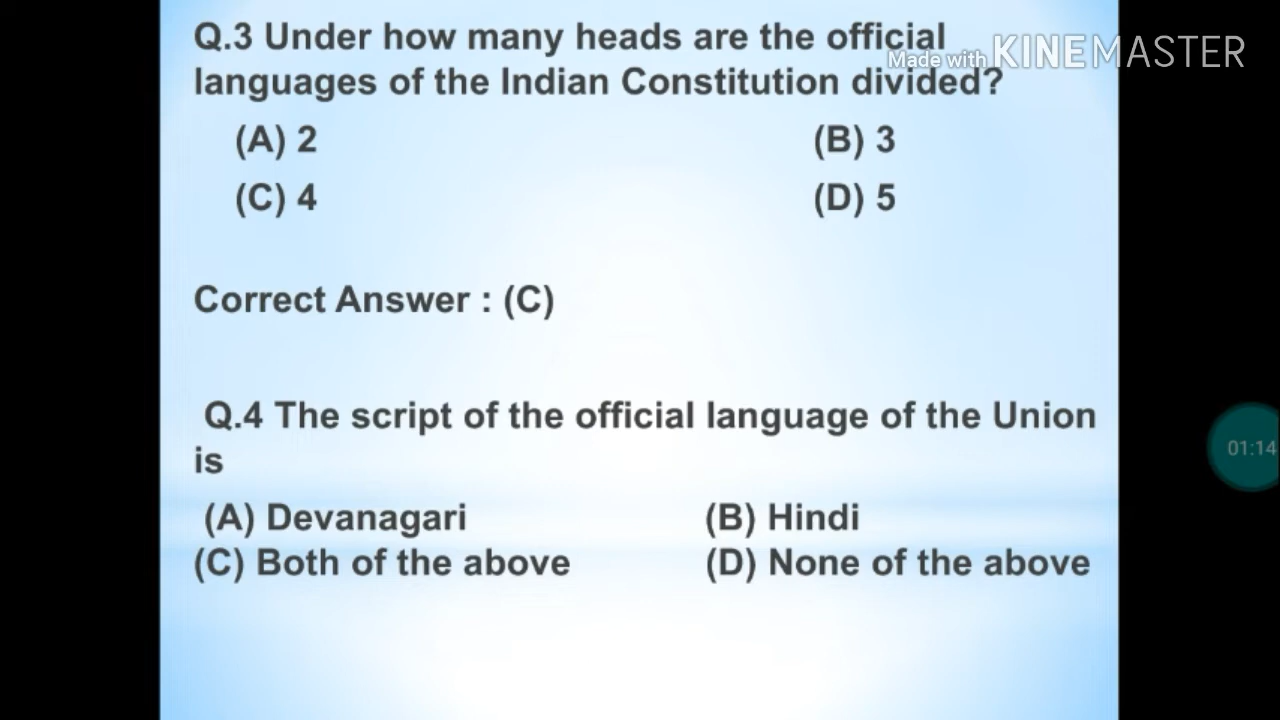 Q.3 Under how many heads are the official
Made with KINEMASTER
languages of the Indian Constitution divided?
(A) 2 (B) 3
(C) 4 (D) 5
Correct Answer : (C)
Q.4 The script of the official language of the Union
is
(A) Devanagari (B) Hindi
(C) Both of the above (D) None of the above
01:14